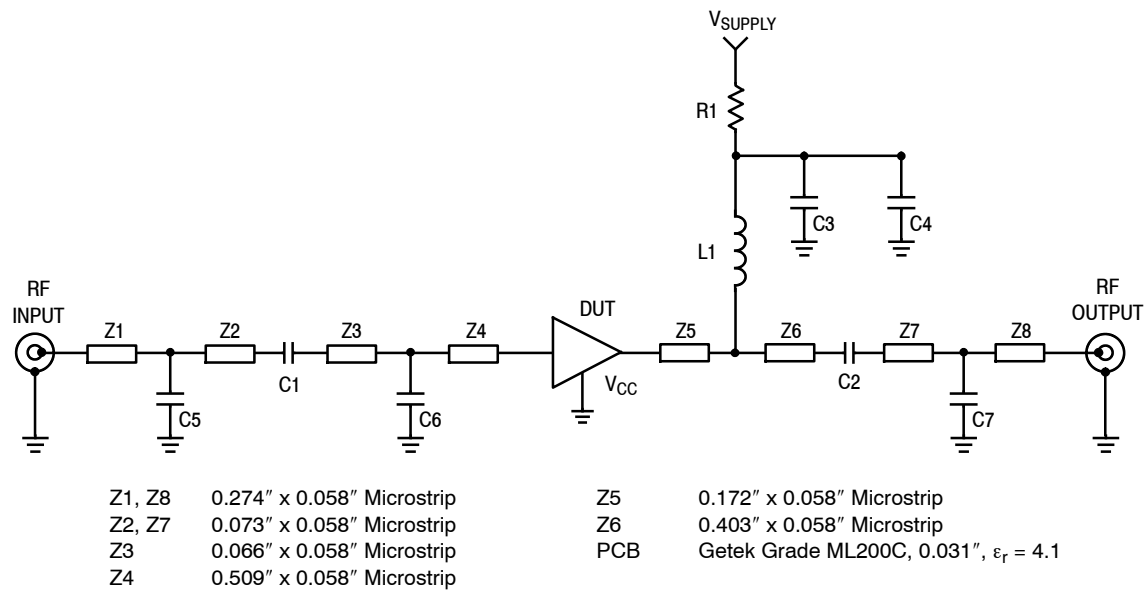 V_SUPPLY
R1
C3
C4
L1
RF
INPUT
Z1
Z2
Z3
Z4
DUT
Z5
Z6
Z7
Z8
RF
OUTPUT
C1
V_CC
C2
C5
C6
C7
Z1, Z8 0.274″ x 0.058″ Microstrip
Z2, Z7 0.073″ x 0.058″ Microstrip
Z3 0.066″ x 0.058″ Microstrip
Z4 0.509″ x 0.058″ Microstrip
Z5 0.172″ x 0.058″ Microstrip
Z6 0.403″ x 0.058″ Microstrip
PCB Getek Grade ML200C, 0.031″, ε_r = 4.1